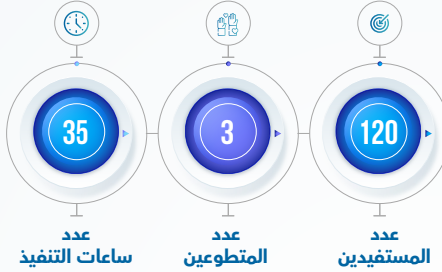 120
عدد
المستفيدين
3
عدد
المتطوعين
35
عدد
ساعات التنفيذ